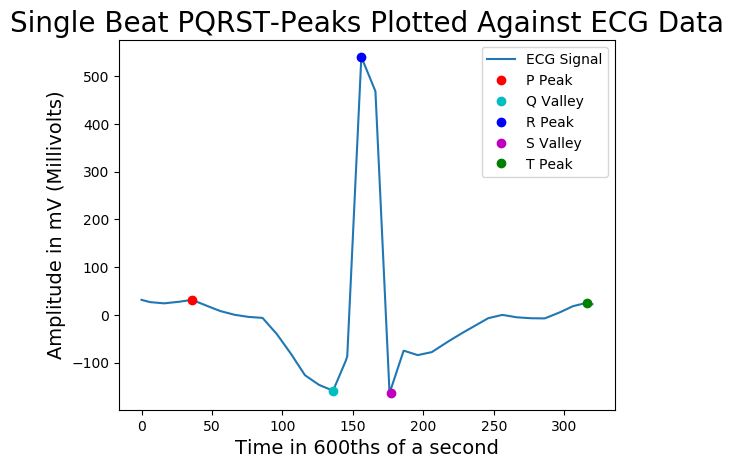 Single Beat PQRST-Peaks Plotted Against ECG Data
Amplitude in mV (Millivolts)
500
400
300
200
100
0
−100
ECG Signal
P Peak
Q Valley
R Peak
S Valley
T Peak
0 50 100 150 200 250 300
Time in 600ths of a second